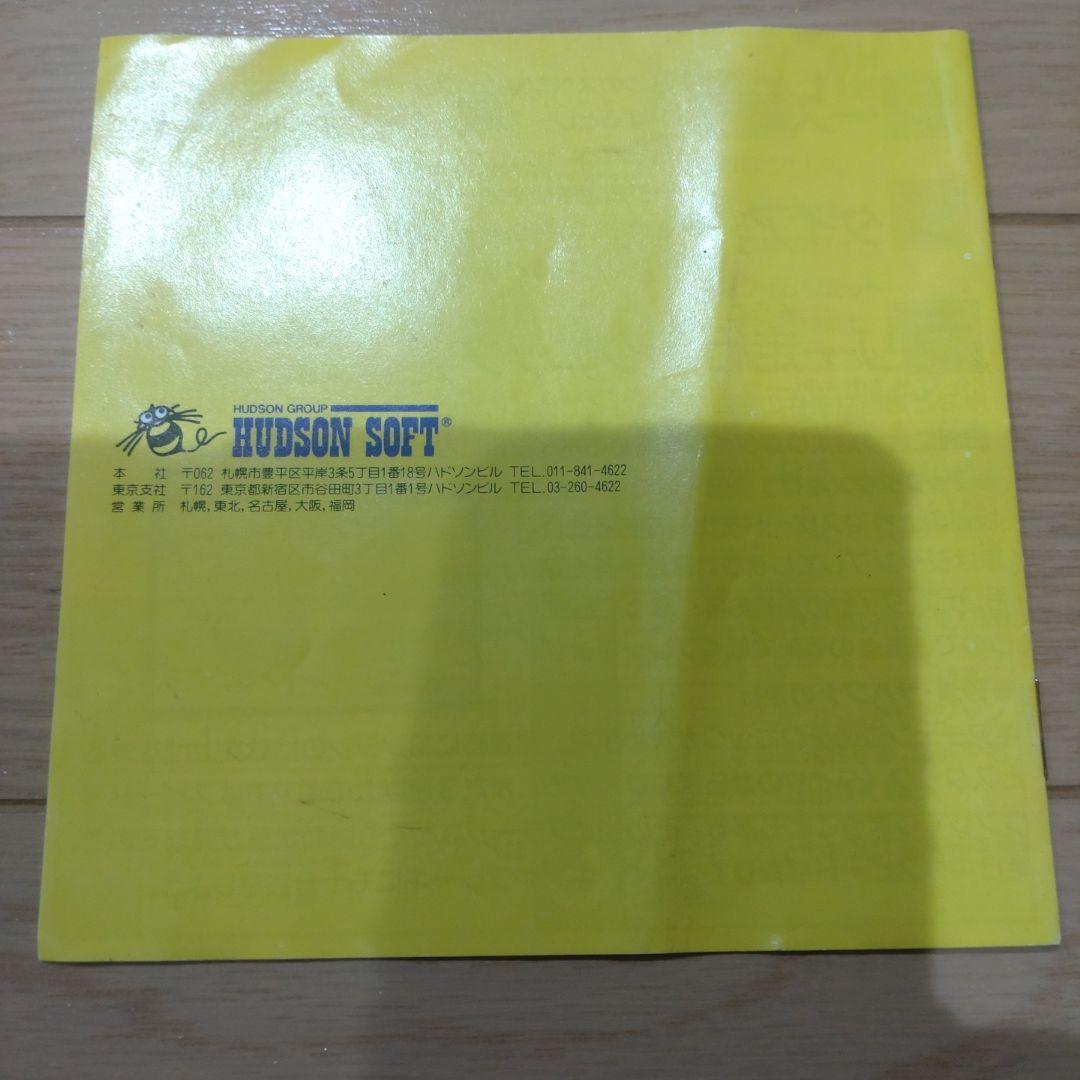 HUDSON GROUP
HUDSON SOFT®
本 社 〒062 札幌市豊平区平岸3条5丁目1番18号ハドソンビル TEL.011-841-4622
東京支社 〒162 東京都新宿区市谷田町3丁目1番1号ハドソンビル TEL.03-260-4622
営業所 札幌,東北,名古屋,大阪,福岡